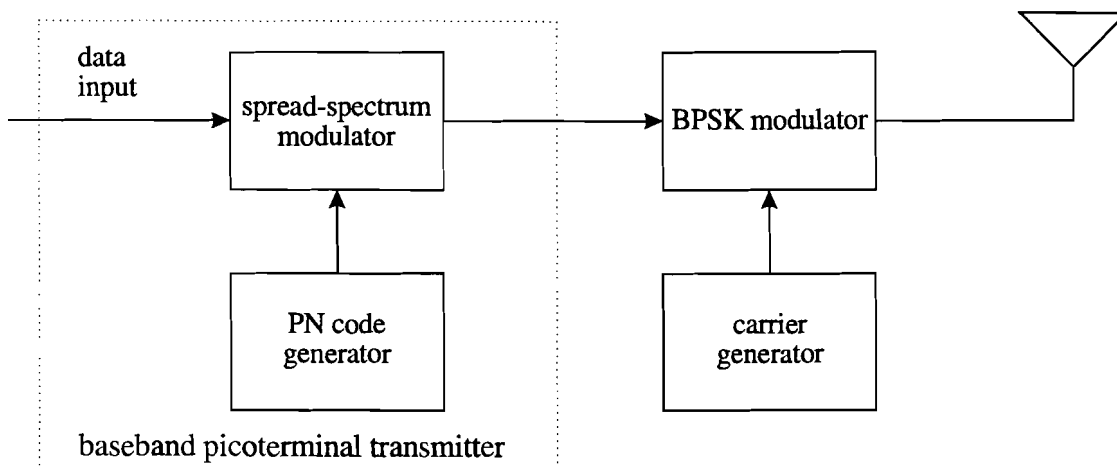 data
input
spread-spectrum
modulator
BPSK modulator
PN code
generator
carrier
generator
baseband picoterminal transmitter